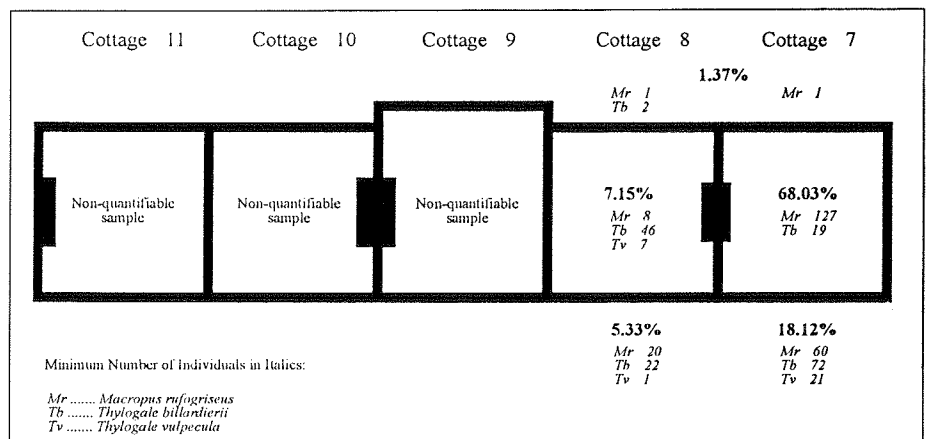 Cottage 11 Cottage 10 Cottage 9 Cottage 8 Cottage 7
1.37%
Mr 1 Mr 1
Tb 2
Non-quantifiable sample
Non-quantifiable sample
Non-quantifiable sample
7.15%
Mr 8
Tb 46
Tv 7
68.03%
Mr 127
Tb 19
5.33%
Mr 20
Tb 22
Tv 1
18.12%
Mr 60
Tb 72
Tv 21
Minimum Number of Individuals in Italics:
Mr ....... Macropus rufogriseus
Tb ....... Thylogale billardierii
Tv ....... Thylogale vulpecula